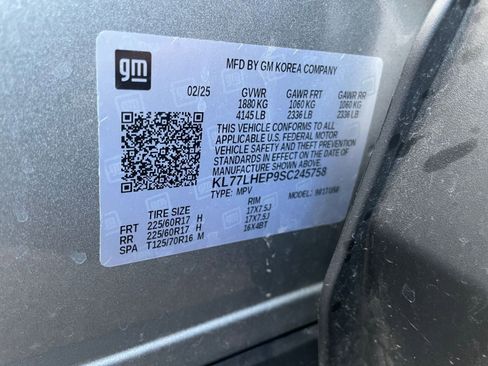 gm
MFD BY GM KOREA COMPANY
02/25 GVWR GAWR FRT GAWR RR
1880 KG 1060 KG 1060 KG
4145 LB 2336 LB 2336 LB
THIS VEHICLE CONFORMS TO ALL
APPLICABLE U.S. FEDERAL MOTOR
VEHICLE SAFETY AND THEFT PREVENTION
STANDARDS IN EFFECT ON THE DATE OF
MANUFACTURE SHOWN ABOVE.
KL77LHEP9SC245758
TYPE: MPV MODEL:
TIRE SIZE RIM
FRT 225/60R17 H 17X7.5J
RR 225/60R17 H 17X7.5J
SPA T125/70R16 M 16X4BT